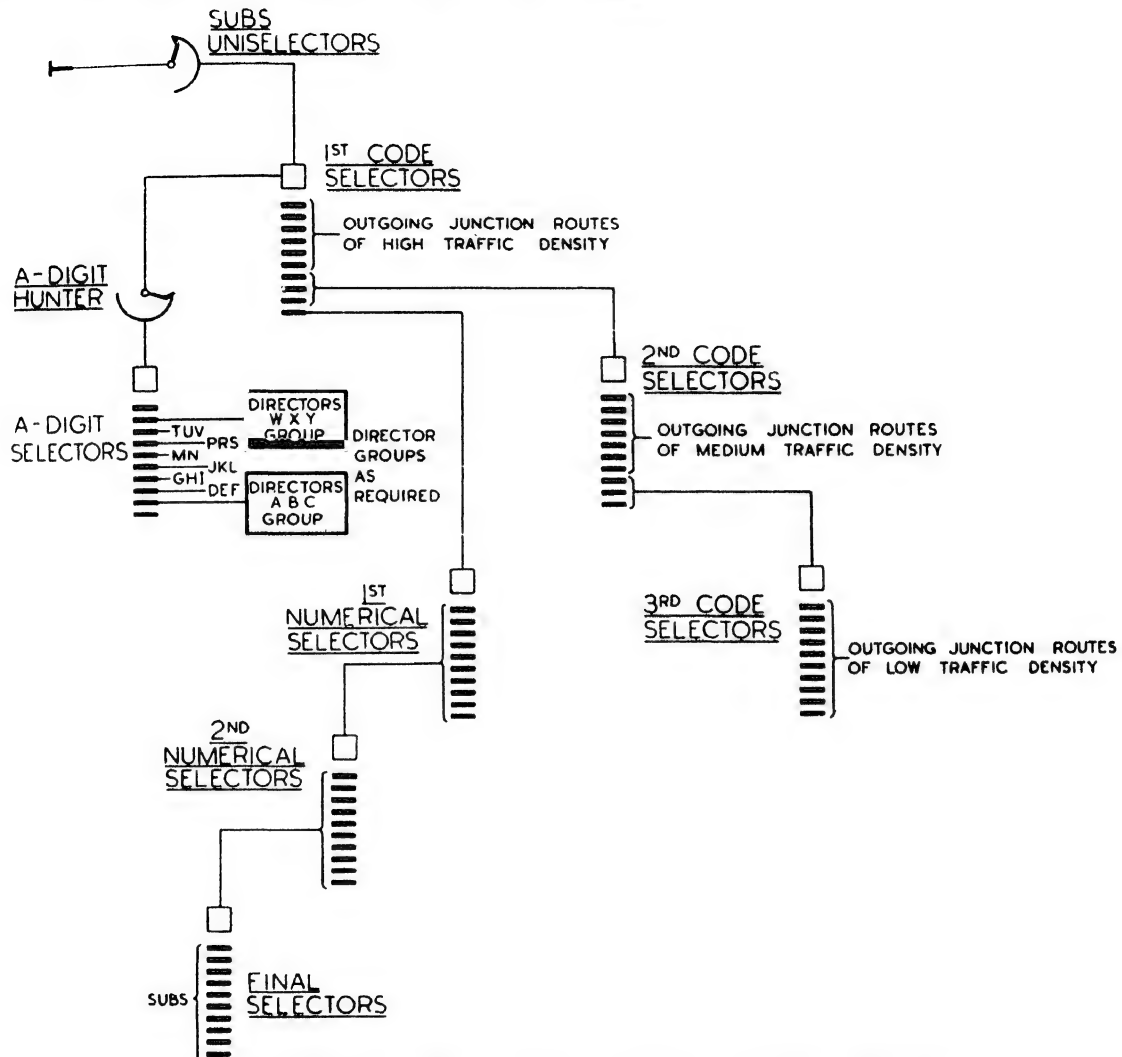 SUBS
UNISELECTORS
1ST CODE
SELECTORS
OUTGOING JUNCTION ROUTES
OF HIGH TRAFFIC DENSITY
A-DIGIT
HUNTER
2ND CODE
SELECTORS
OUTGOING JUNCTION ROUTES
OF MEDIUM TRAFFIC DENSITY
A-DIGIT
SELECTORS
TUV
PRS
MN
JKL
GHI
DEF
DIRECTORS
W X Y
GROUP
DIRECTORS
A B C
GROUP
DIRECTOR
GROUPS
AS
REQUIRED
1ST
NUMERICAL
SELECTORS
3RD CODE
SELECTORS
OUTGOING JUNCTION ROUTES
OF LOW TRAFFIC DENSITY
2ND
NUMERICAL
SELECTORS
SUBS
FINAL
SELECTORS